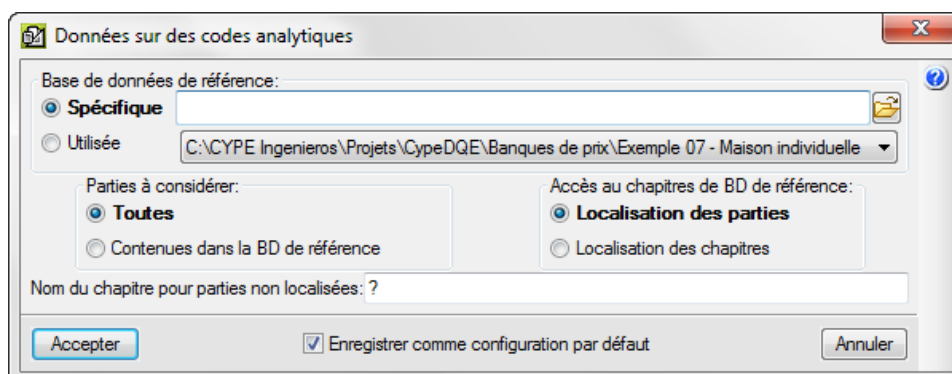 Données sur des codes analytiques
Base de données de référence:
Spécifique
Utilisée C:\CYPE Ingenieros\Projets\CypeDQE\Banques de prix\Exemple 07 - Maison individuelle
Parties à considérer: Accès au chapitres de BD de référence:
Toutes Localisation des parties
Contenues dans la BD de référence Localisation des chapitres
Nom du chapitre pour parties non localisées: ?
Accepter Enregistrer comme configuration par défaut Annuler